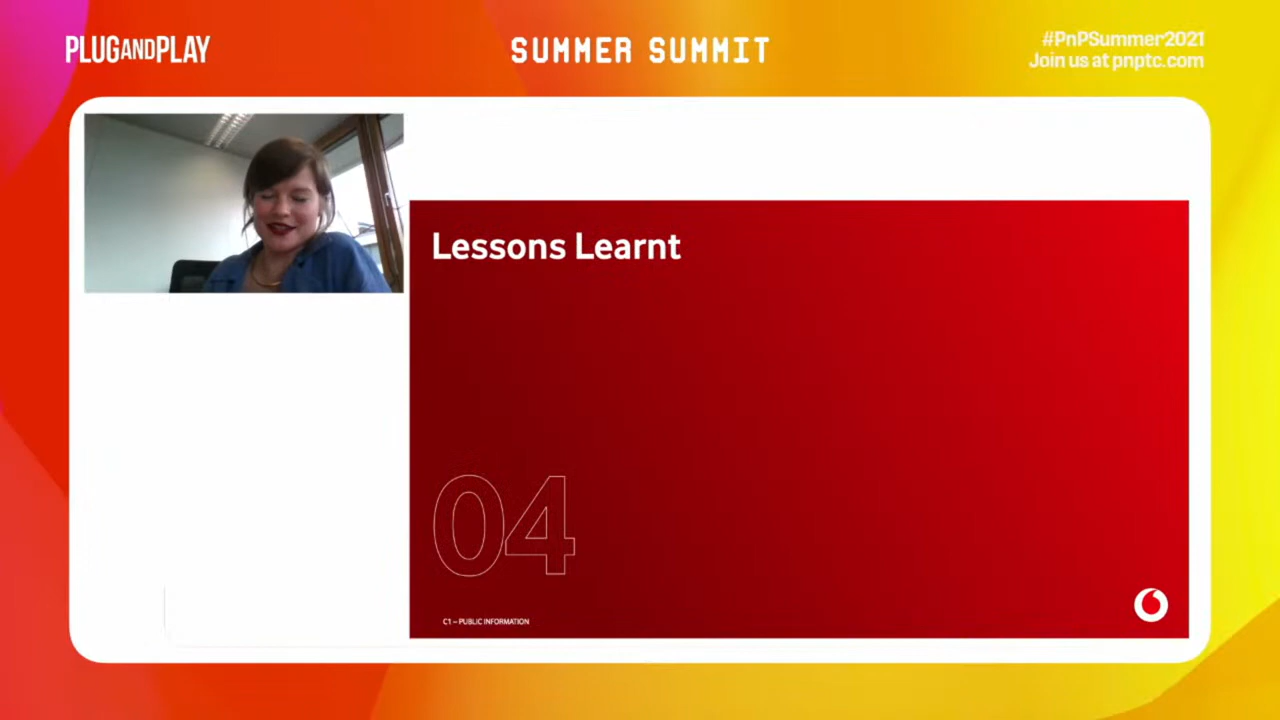 PLUGANDPLAY
SUMMER SUMMIT
#PnPSummer2021
Join us at pnptc.com
Lessons Learnt
04
C1 – PUBLIC INFORMATION